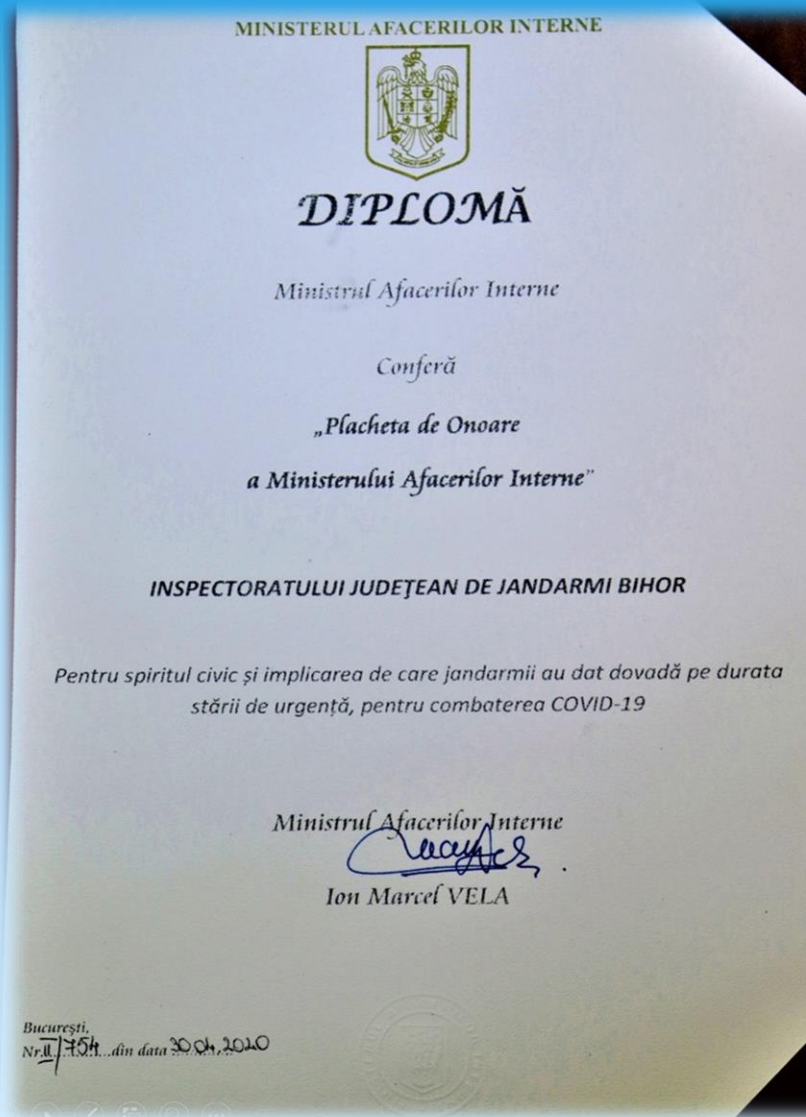 MINISTERUL AFACERILOR INTERNE
DIPLOMĂ
Ministrul Afacerilor Interne
Conferă
„Placheta de Onoare
a Ministerului Afacerilor Interne”
INSPECTORATULUI JUDEŢEAN DE JANDARMI BIHOR
Pentru spiritul civic și implicarea de care jandarmii au dat dovadă pe durata
stării de urgență, pentru combaterea COVID-19
Ministrul Afacerilor Interne
Ion Marcel VELA
Bucureşti,
Nr. II/754 din data 30.04.2020